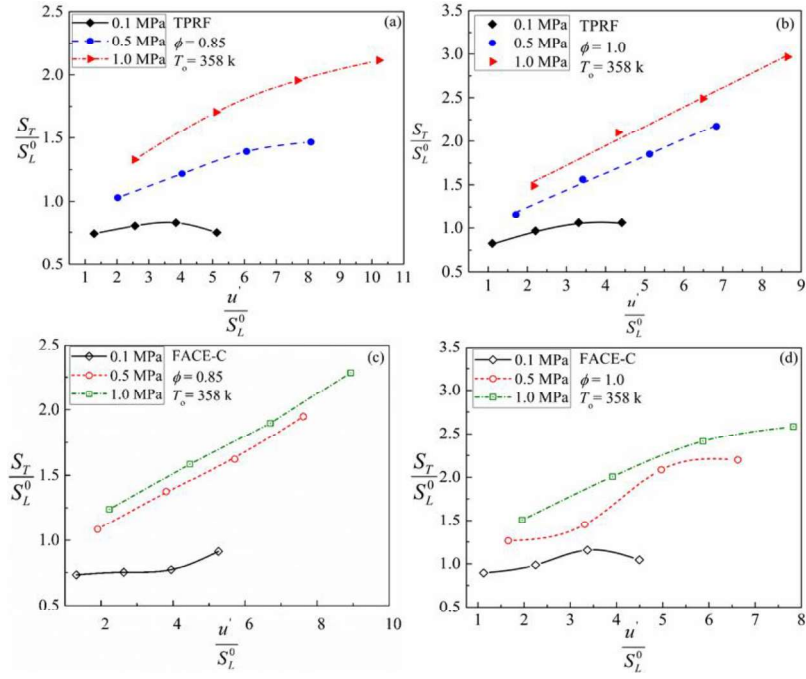 0.1 MPa TPRF (a)
0.5 MPa ϕ = 0.85
1.0 MPa T_o = 358 k
2.5
2.0
1.5
1.0
0.5
S_T
S_L^0
1 2 3 4 5 6 7 8 9 10 11
u'
S_L^0
0.1 MPa TPRF (b)
0.5 MPa ϕ = 1.0
1.0 MPa T_o = 358 k
3.5
3.0
2.5
2.0
1.5
1.0
0.5
S_T
S_L^0
1 2 3 4 5 6 7 8 9
u'
S_L^0
0.1 MPa FACE-C (c)
0.5 MPa ϕ = 0.85
1.0 MPa T_o = 358 k
2.5
2.0
1.5
1.0
0.5
S_T
S_L^0
2 4 6 8 10
u'
S_L^0
0.1 MPa FACE-C (d)
0.5 MPa ϕ = 1.0
1.0 MPa T_o = 358 k
3.5
3.0
2.5
2.0
1.5
1.0
0.5
S_T
S_L^0
1 2 3 4 5 6 7 8
u'
S_L^0